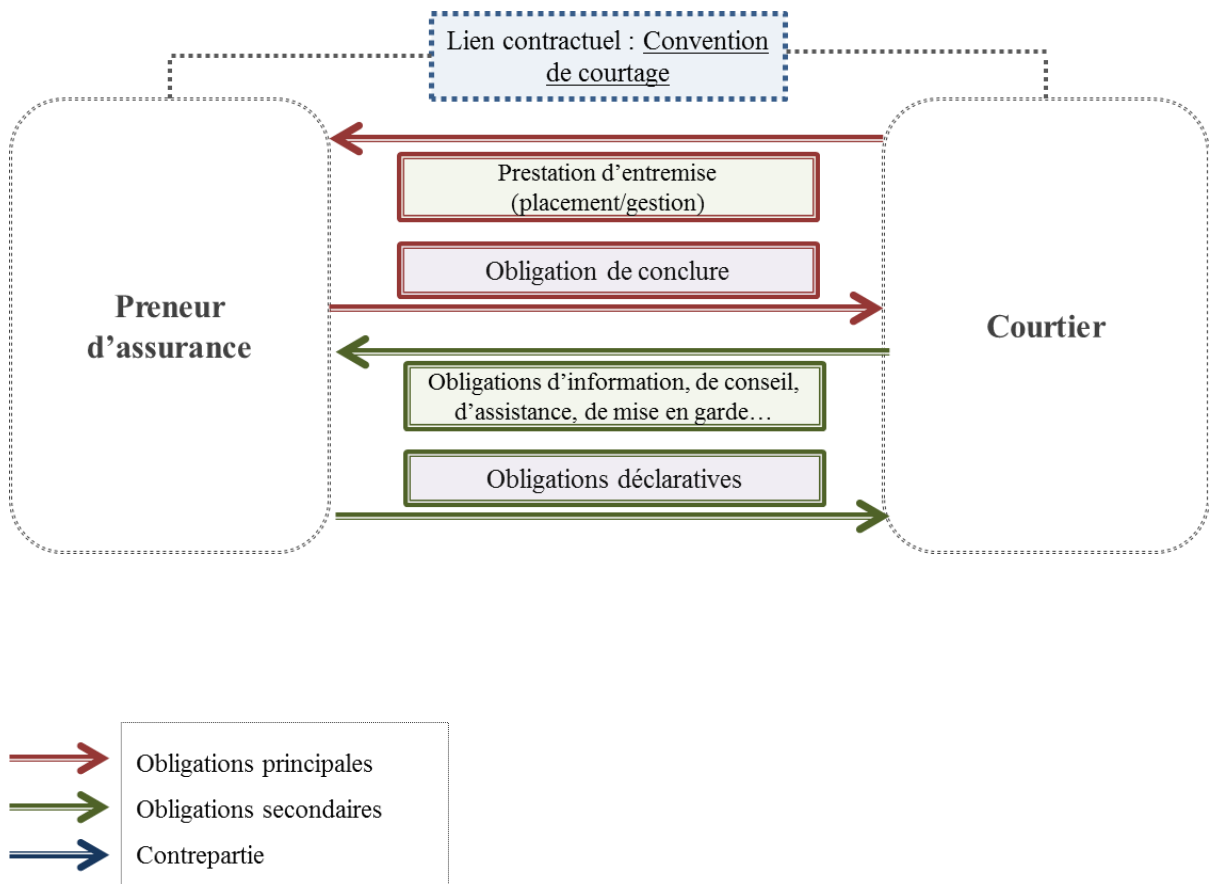 Lien contractuel : Convention
de courtage
Prestation d’entremise
(placement/gestion)
Obligation de conclure
Preneur
d’assurance
Courtier
Obligations d’information, de conseil,
d’assistance, de mise en garde…
Obligations déclaratives
Obligations principales
Obligations secondaires
Contrepartie